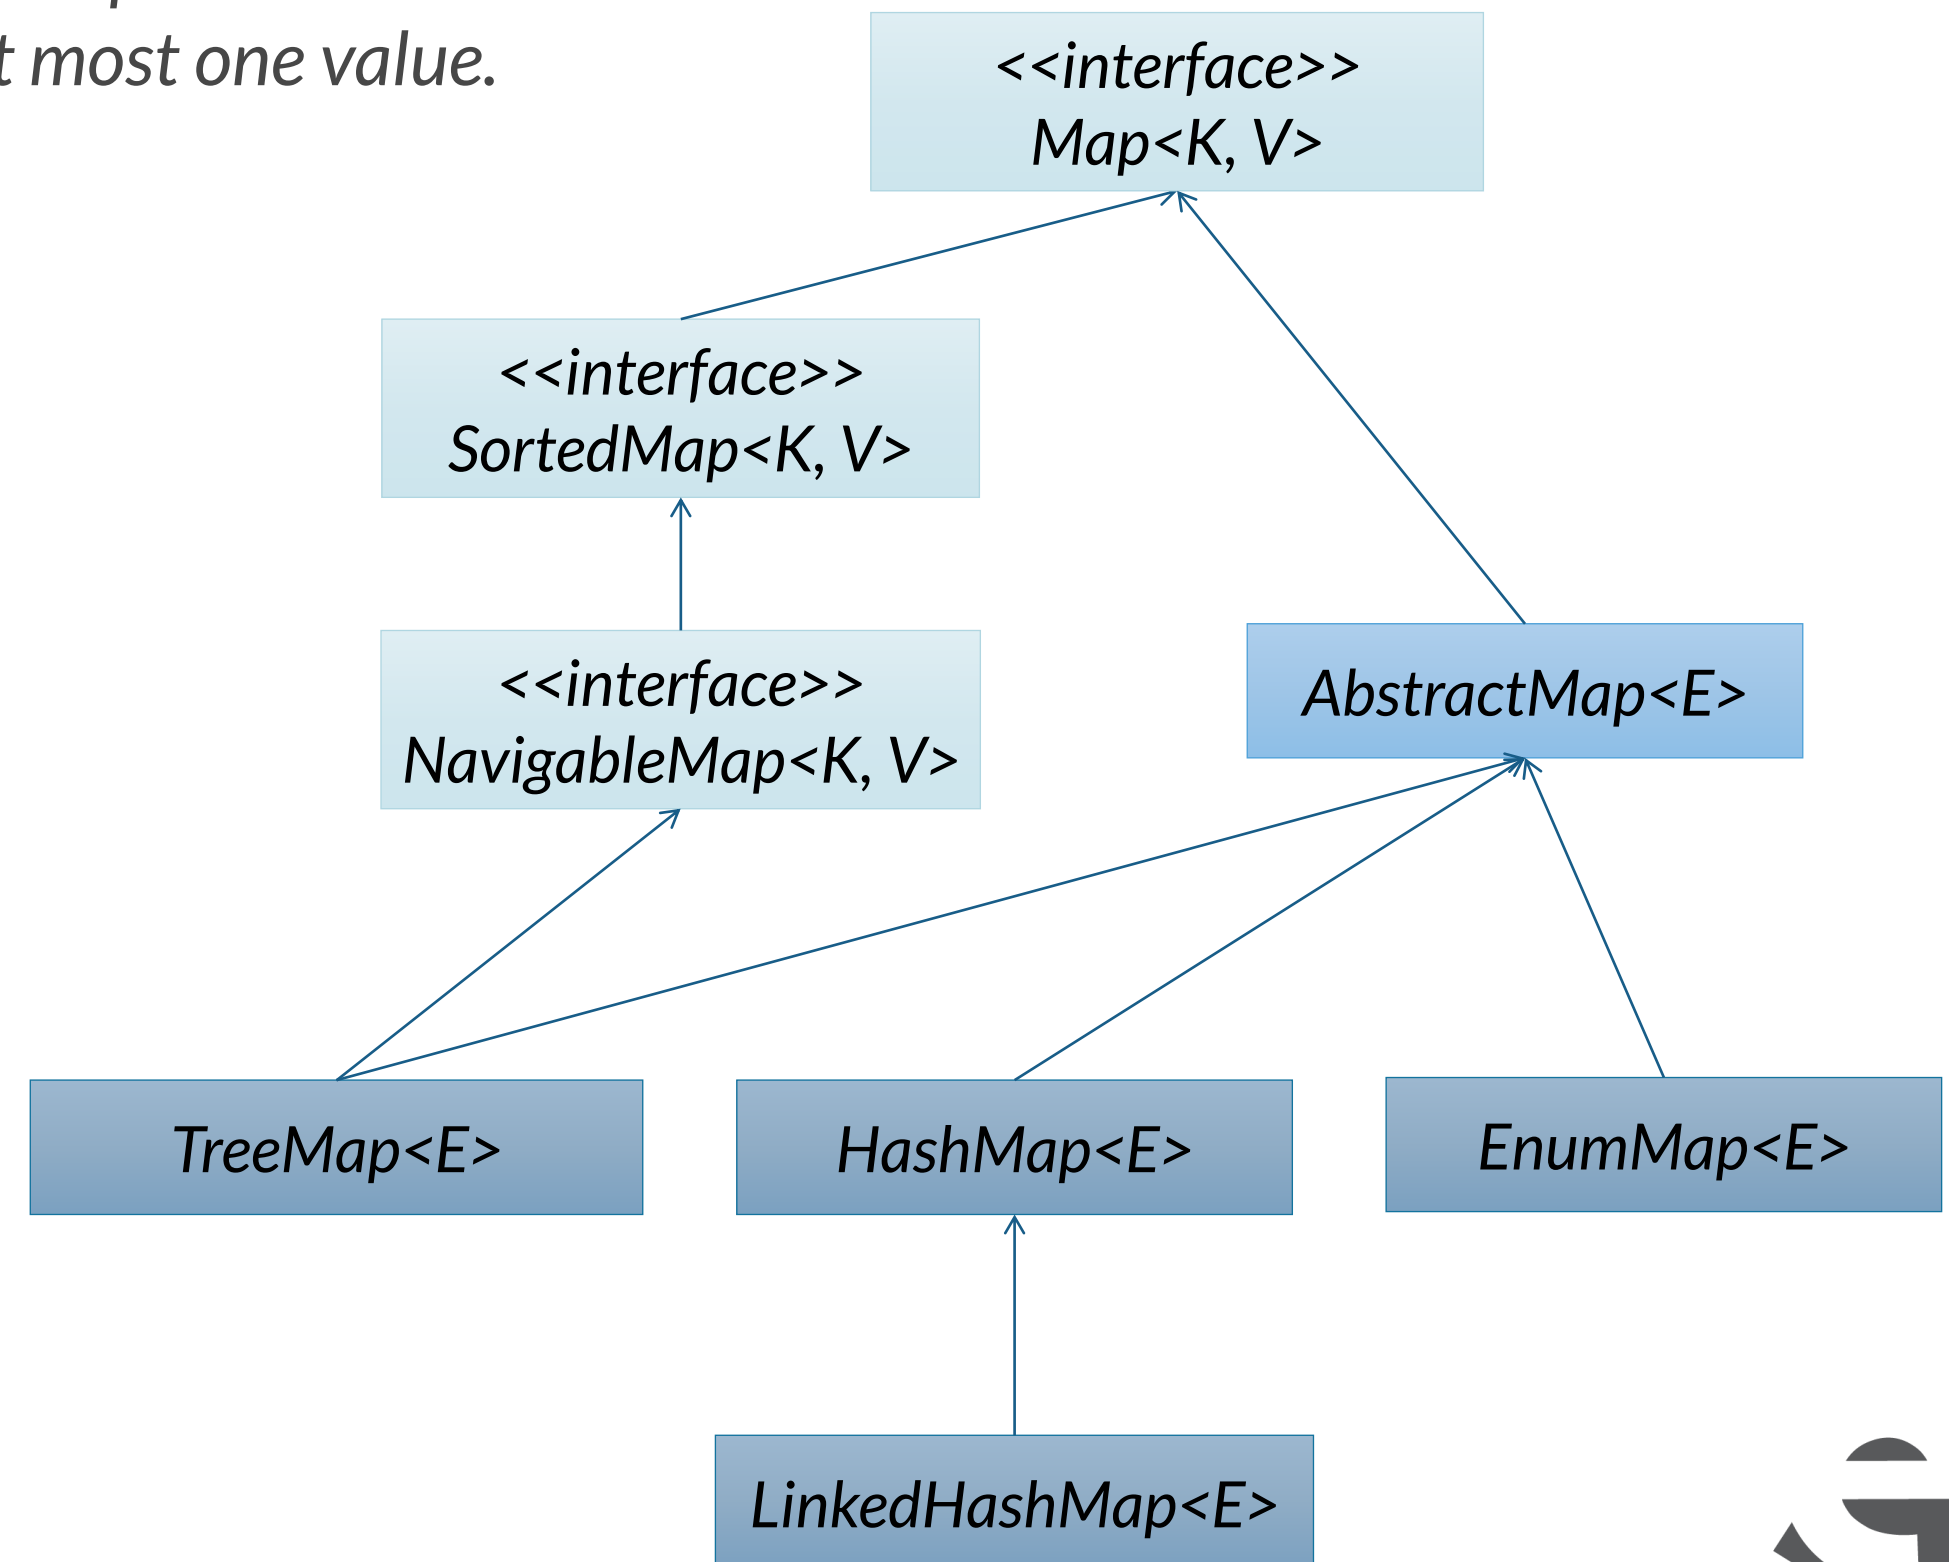 most one value.
<<interface>>
Map<K, V>
<<interface>>
SortedMap<K, V>
<<interface>>
NavigableMap<K, V>
AbstractMap<E>
TreeMap<E>
HashMap<E>
EnumMap<E>
LinkedHashMap<E>